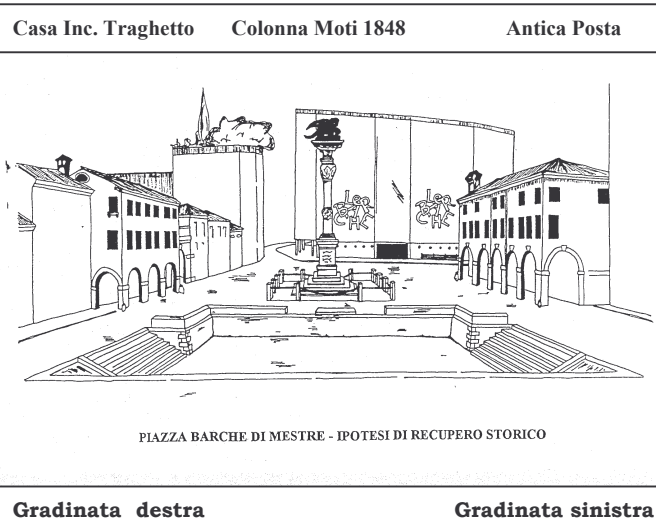 Casa Inc. Traghetto Colonna Moti 1848 Antica Posta
PIAZZA BARCHE DI MESTRE - IPOTESI DI RECUPERO STORICO
Gradinata destra Gradinata sinistra